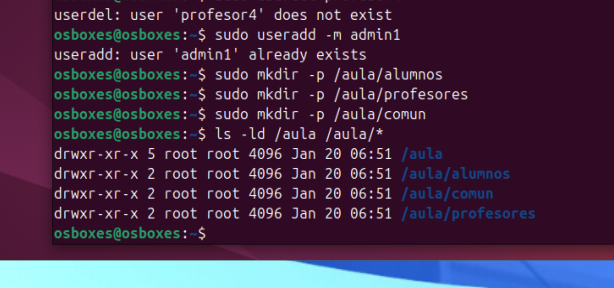 userdel: user 'profesor4' does not exist
osboxes@osboxes:~$ sudo useradd -m admin1
useradd: user 'admin1' already exists
osboxes@osboxes:~$ sudo mkdir -p /aula/alumnos
osboxes@osboxes:~$ sudo mkdir -p /aula/profesores
osboxes@osboxes:~$ sudo mkdir -p /aula/comun
osboxes@osboxes:~$ ls -ld /aula /aula/*
drwxr-xr-x 5 root root 4096 Jan 20 06:51 /aula
drwxr-xr-x 2 root root 4096 Jan 20 06:51 /aula/alumnos
drwxr-xr-x 2 root root 4096 Jan 20 06:51 /aula/comun
drwxr-xr-x 2 root root 4096 Jan 20 06:51 /aula/profesores
osboxes@osboxes:~$